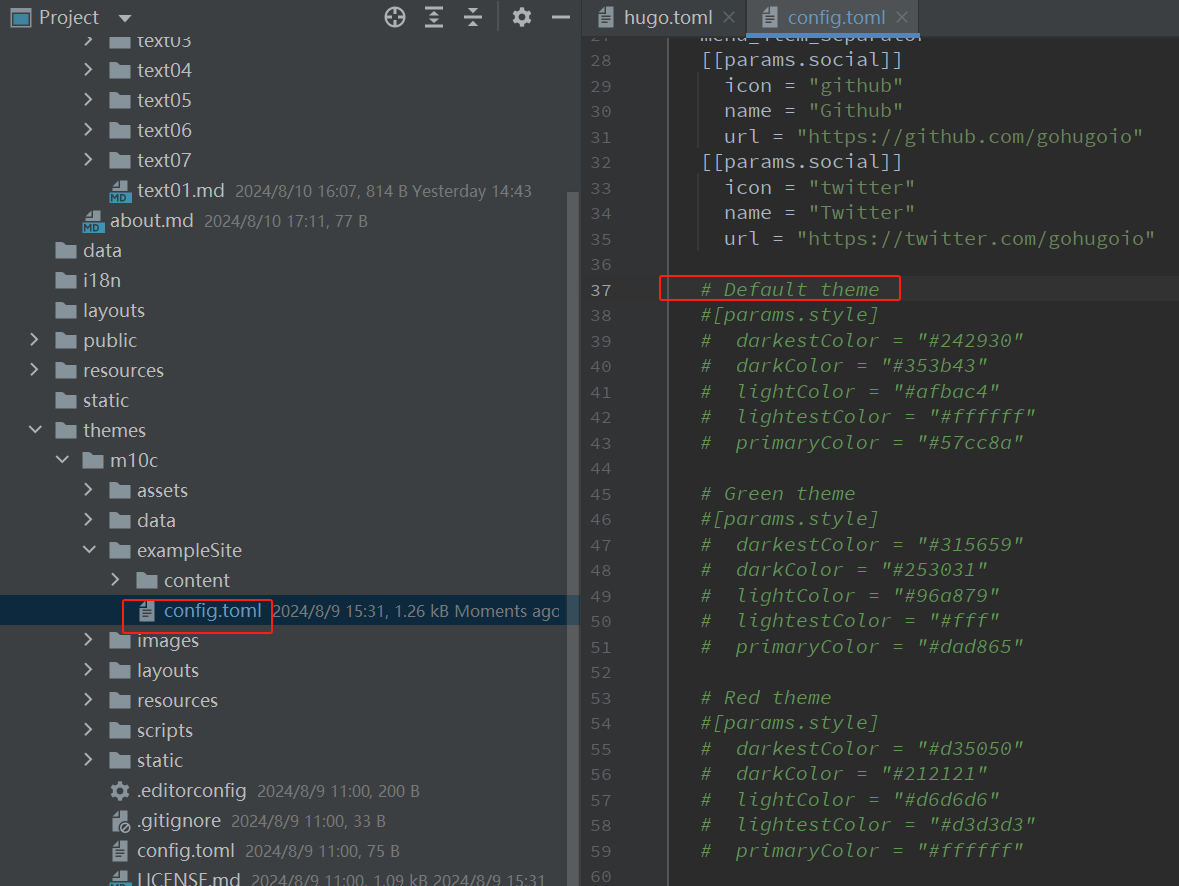 Project
text03
text04
text05
text06
text07
text01.md 2024/8/10 16:07, 814 B Yesterday 14:43
about.md 2024/8/10 17:11, 77 B
data
i18n
layouts
public
resources
static
themes
m10c
assets
data
exampleSite
content
config.toml 2024/8/9 15:31, 1.26 kB Moments ago
images
layouts
resources
scripts
static
.editorconfig 2024/8/9 11:00, 200 B
.gitignore 2024/8/9 11:00, 33 B
config.toml 2024/8/9 11:00, 75 B
LICENSE.md 2024/8/9 11:00, 1.09 kB 2024/8/9 15:31
hugo.toml config.toml
27 menu_item_separator
28 [[params.social]]
29 icon = "github"
30 name = "Github"
31 url = "https://github.com/gohugoio"
32 [[params.social]]
33 icon = "twitter"
34 name = "Twitter"
35 url = "https://twitter.com/gohugoio"
36
37 # Default theme
38 #[params.style]
39 # darkestColor = "#242930"
40 # darkColor = "#353b43"
41 # lightColor = "#afbac4"
42 # lightestColor = "#ffffff"
43 # primaryColor = "#57cc8a"
44
45 # Green theme
46 #[params.style]
47 # darkestColor = "#315659"
48 # darkColor = "#253031"
49 # lightColor = "#96a879"
50 # lightestColor = "#fff"
51 # primaryColor = "#dad865"
52
53 # Red theme
54 #[params.style]
55 # darkestColor = "#d35050"
56 # darkColor = "#212121"
57 # lightColor = "#d6d6d6"
58 # lightestColor = "#d3d3d3"
59 # primaryColor = "#ffffff"
60